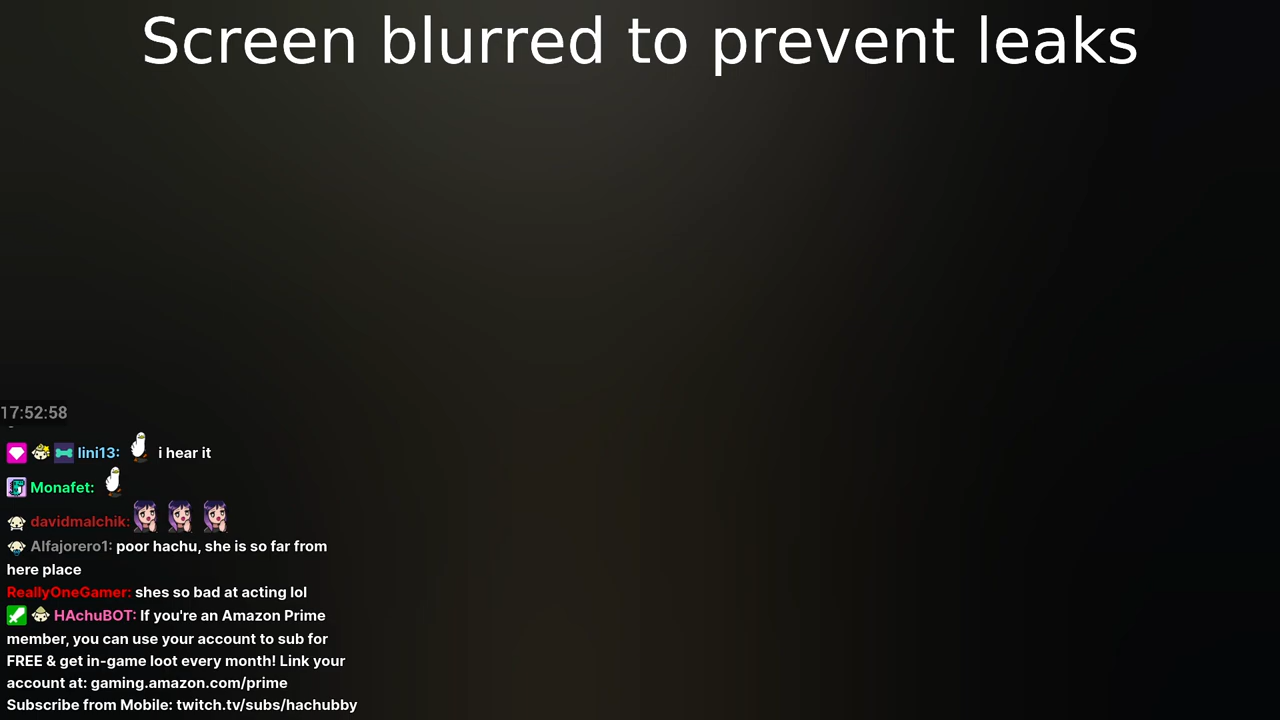 Screen blurred to prevent leaks
17:52:58
lini13: i hear it
Monafet:
davidmalchik:
Alfajorero1: poor hachu, she is so far from
here place
ReallyOneGamer: shes so bad at acting lol
HAchuBOT: If you're an Amazon Prime
member, you can use your account to sub for
FREE & get in-game loot every month! Link your
account at: gaming.amazon.com/prime
Subscribe from Mobile: twitch.tv/subs/hachubby